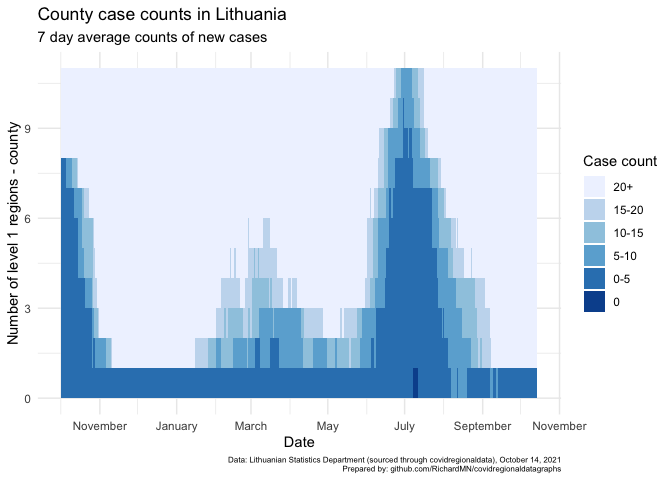 County case counts in Lithuania
7 day average counts of new cases
Number of level 1 regions - county
9
6
3
0
November
January
March
May
July
September
November
Date
Case count
20+
15-20
10-15
5-10
0-5
0
Data: Lithuanian Statistics Department (sourced through covidregionaldata), October 14, 2021
Prepared by: github.com/RichardMN/covidregionaldatagraphs